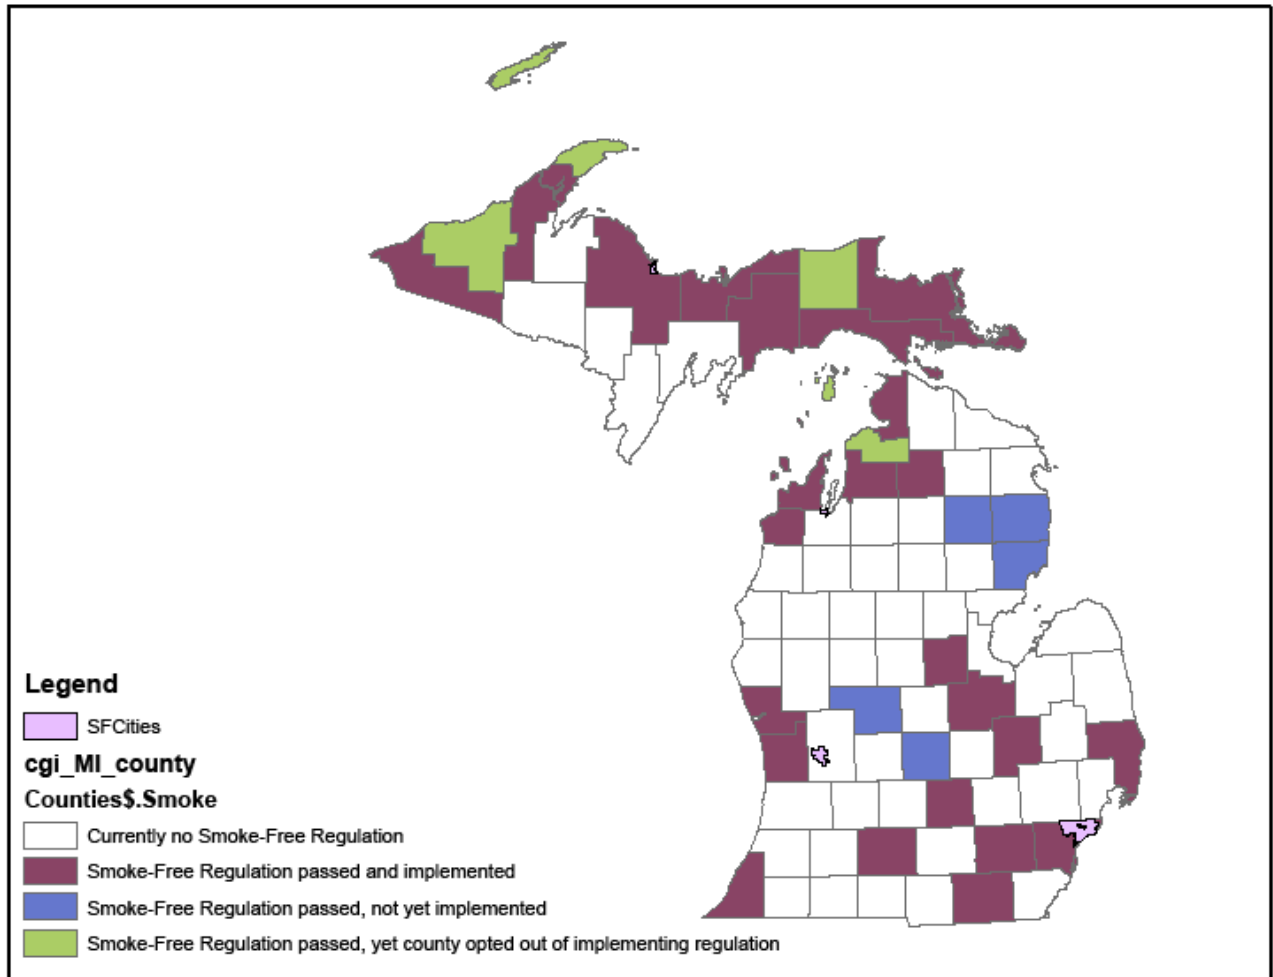 Legend
SFCities
cgi_MI_county
Counties$.Smoke
Currently no Smoke-Free Regulation
Smoke-Free Regulation passed and implemented
Smoke-Free Regulation passed, not yet implemented
Smoke-Free Regulation passed, yet county opted out of implementing regulation